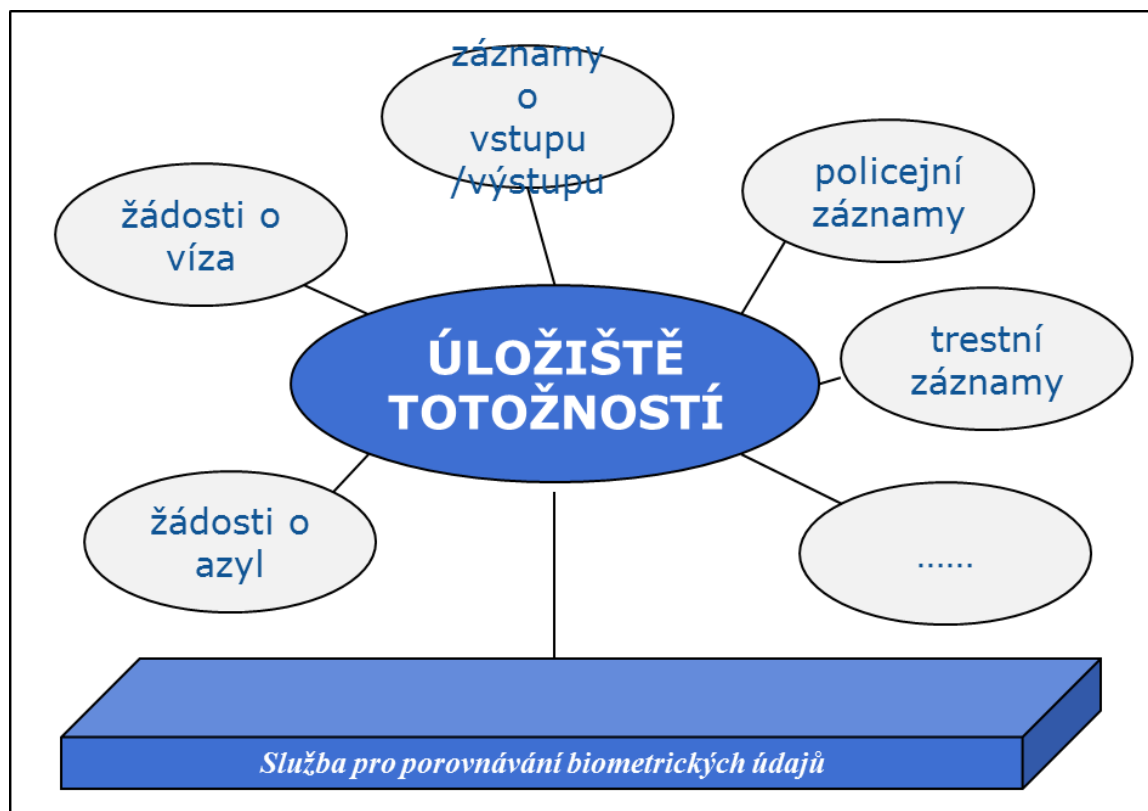 záznamy
o
vstupu
/výstupu
policejní
záznamy
žádosti o
víza
trestní
záznamy
ÚLOŽIŠTĚ
TOTOŽNOSTÍ
žádosti o
azyl
......
Služba pro porovnávání biometrických údajů